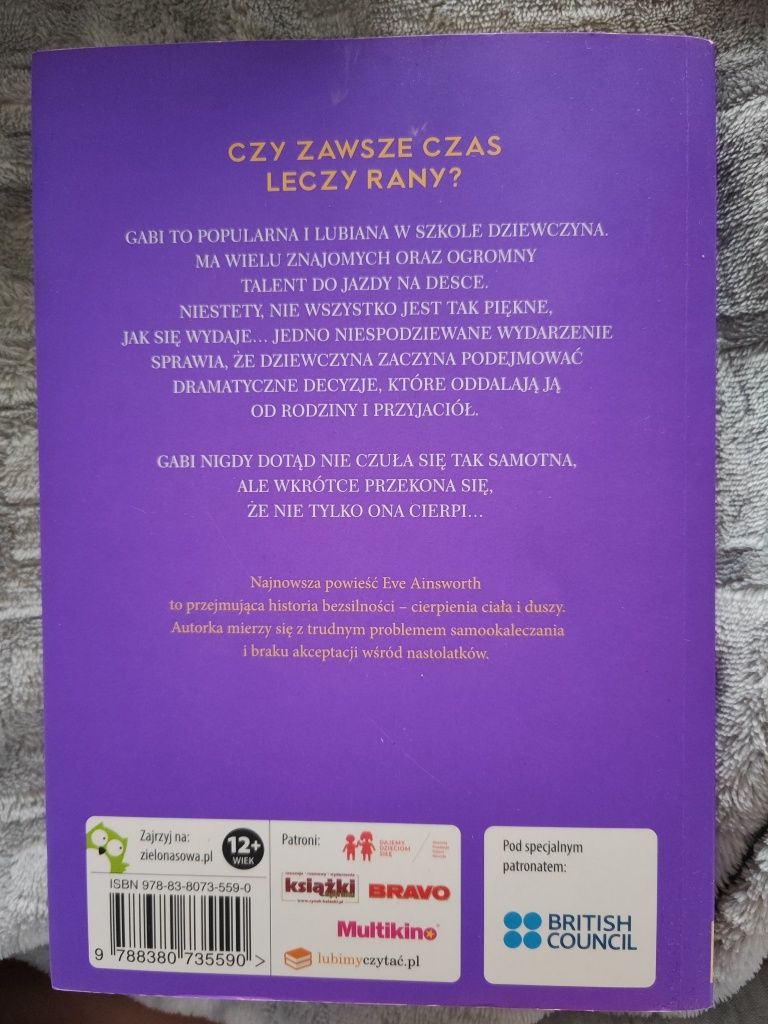 CZY ZAWSZE CZAS
LECZY RANY?
GABI TO POPULARNA I LUBIANA W SZKOLE DZIEWCZYNA.
MA WIELU ZNAJOMYCH ORAZ OGROMNY
TALENT DO JAZDY NA DESCE.
NIESTETY, NIE WSZYSTKO JEST TAK PIĘKNE,
JAK SIĘ WYDAJE... JEDNO NIESPODZIEWANE WYDARZENIE
SPRAWIA, ŻE DZIEWCZYNA ZACZYNA PODEJMOWAĆ
DRAMATYCZNE DECYZJE, KTÓRE ODDALAJĄ JĄ
OD RODZINY I PRZYJACIÓŁ.
GABI NIGDY DOTĄD NIE CZUŁA SIĘ TAK SAMOTNA,
ALE WKRÓTCE PRZEKONA SIĘ,
ŻE NIE TYLKO ONA CIERPI...
Najnowsza powieść Eve Ainsworth
to przejmująca historia bezsilności – cierpienia ciała i duszy.
Autorka mierzy się z trudnym problemem samookaleczania
i braku akceptacji wśród nastolatków.
Zajrzyj na:
zielonasowa.pl
12+
WIEK
ISBN 978-83-8073-559-0
9 788380 735590 >
Patroni:
DAJEMY
DZIECIOM
SIŁĘ
książki
BRAVO
Multikino
lubimyczytać.pl
Pod specjalnym
patronatem:
BRITISH
COUNCIL